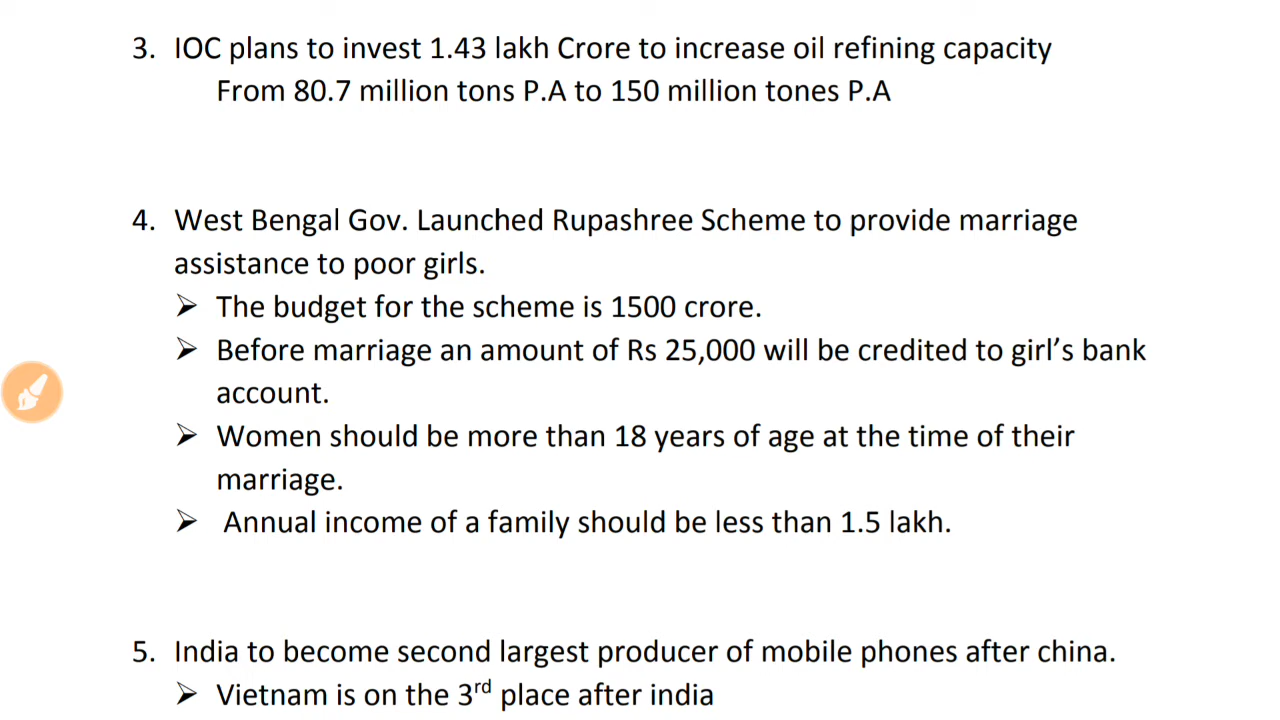 3. IOC plans to invest 1.43 lakh Crore to increase oil refining capacity
From 80.7 million tons P.A to 150 million tones P.A
4. West Bengal Gov. Launched Rupashree Scheme to provide marriage
assistance to poor girls.
➢ The budget for the scheme is 1500 crore.
➢ Before marriage an amount of Rs 25,000 will be credited to girl’s bank
account.
➢ Women should be more than 18 years of age at the time of their
marriage.
➢ Annual income of a family should be less than 1.5 lakh.
5. India to become second largest producer of mobile phones after china.
➢ Vietnam is on the 3rd place after india